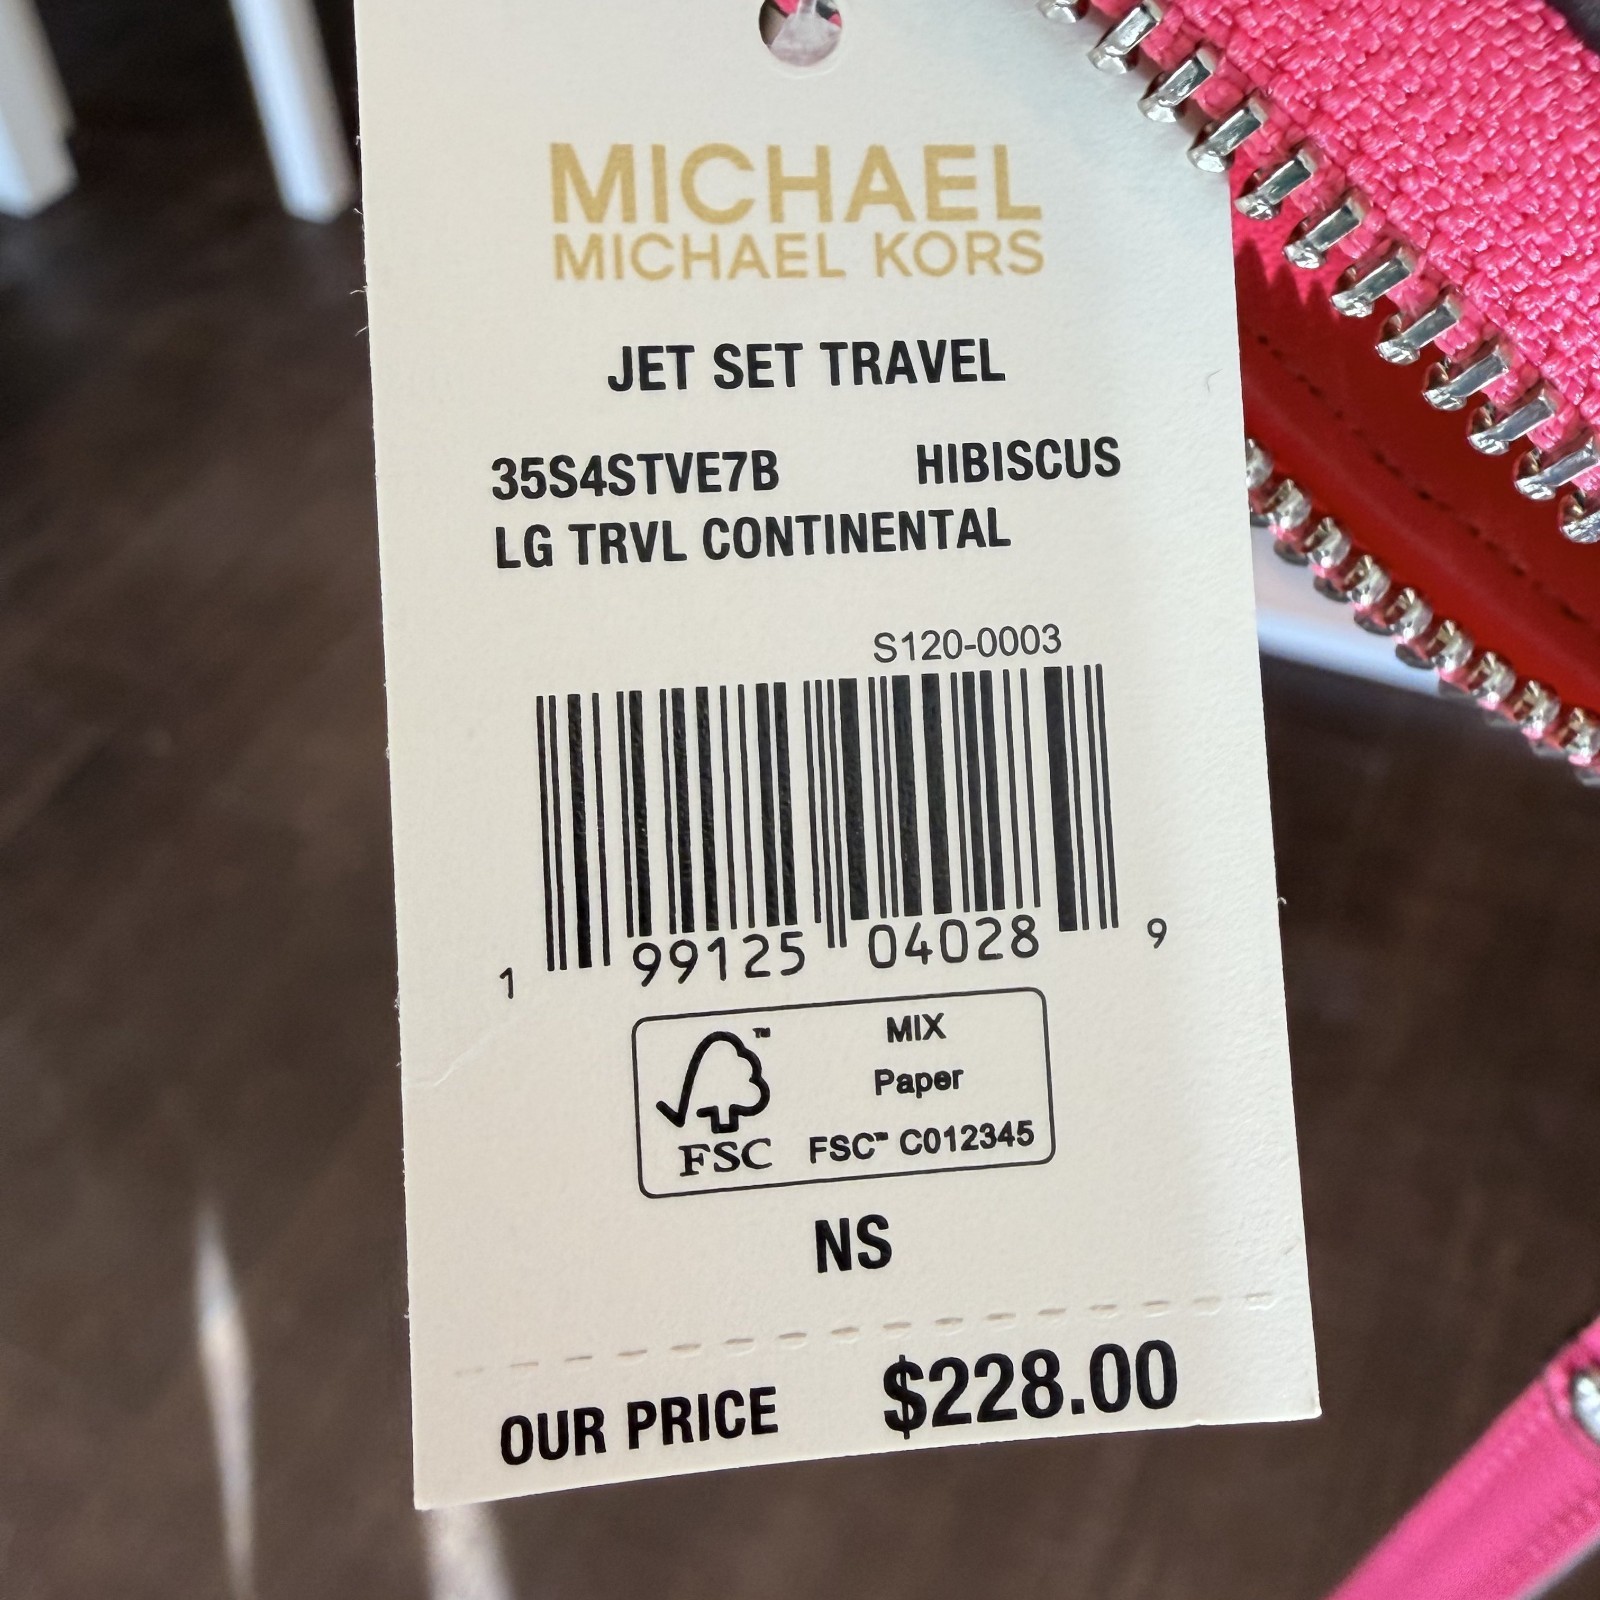 MICHAEL
MICHAEL KORS
JET SET TRAVEL
35S4STVE7B HIBISCUS
LG TRVL CONTINENTAL
S120-0003
1 99125 04028 9
MIX
Paper
FSC™ C012345
™
FSC
NS
OUR PRICE $228.00